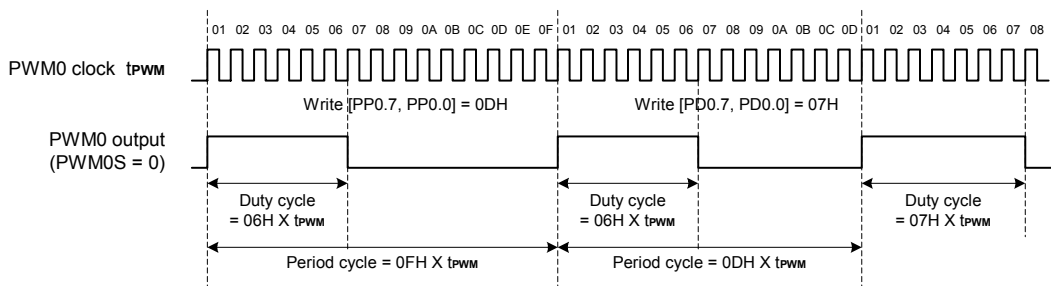 01 02 03 04 05 06 07 08 09 0A 0B 0C 0D 0E 0F 01 02 03 04 05 06 07 08 09 0A 0B 0C 0D 01 02 03 04 05 06 07 08
PWM0 clock tPWM
Write [PP0.7, PP0.0] = 0DH Write [PD0.7, PD0.0] = 07H
PWM0 output
(PWM0S = 0)
Duty cycle Duty cycle Duty cycle
= 06H X tPWM = 06H X tPWM = 07H X tPWM
Period cycle = 0FH X tPWM Period cycle = 0DH X tPWM